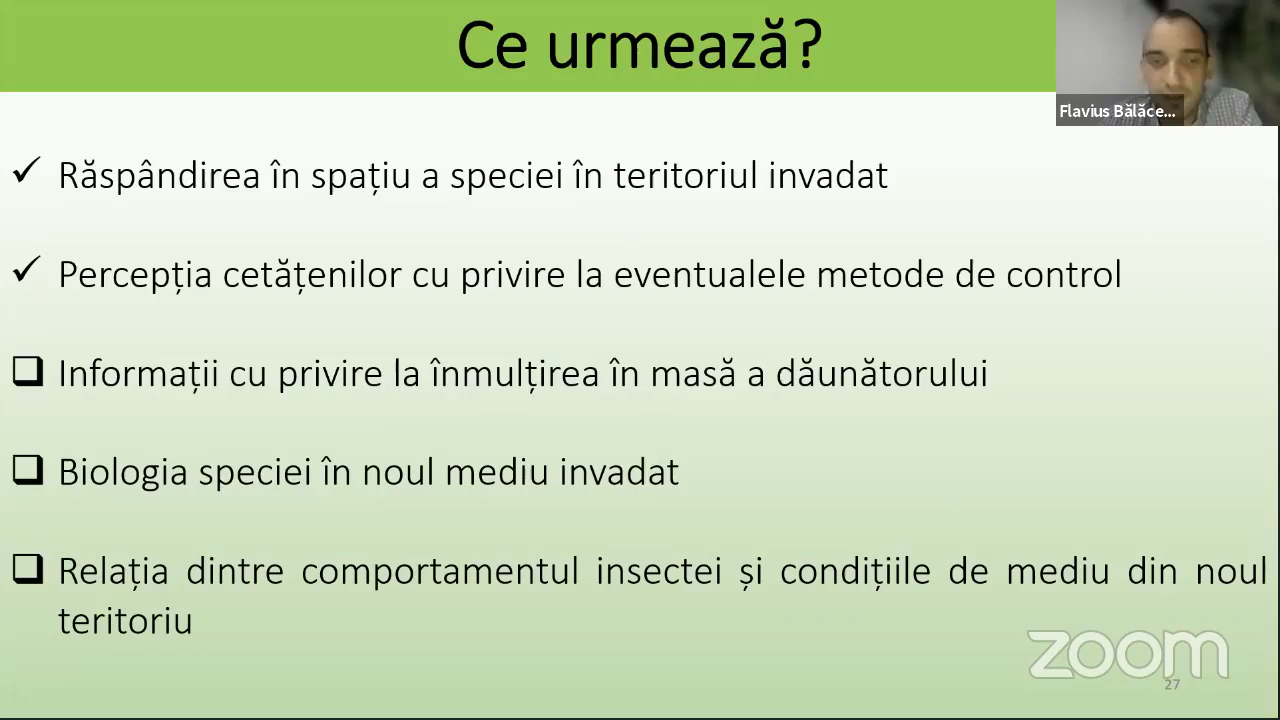 Ce urmează?
Flavius Bălăce...
Răspândirea în spațiu a speciei în teritoriul invadat
Percepția cetățenilor cu privire la eventualele metode de control
Informații cu privire la înmulțirea în masă a dăunătorului
Biologia speciei în noul mediu invadat
Relația dintre comportamentul insectei și condițiile de mediu din noul
teritoriu
zoom
27